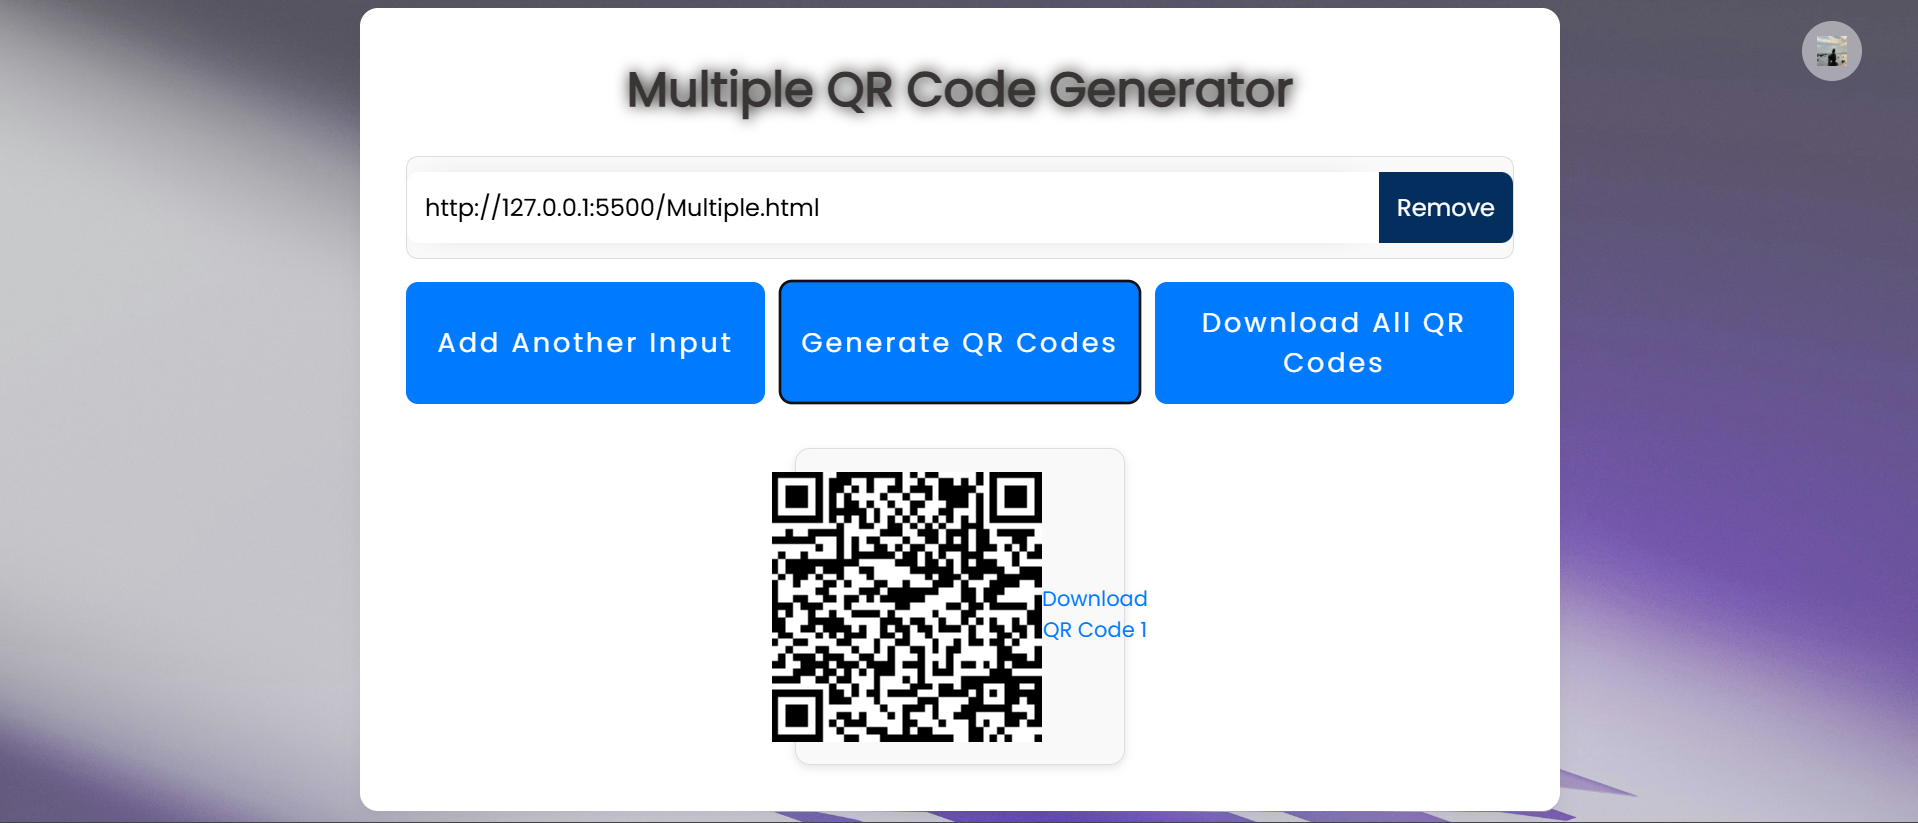 Multiple QR Code Generator
http://127.0.0.1:5500/Multiple.html
Remove
Add Another Input
Generate QR Codes
Download All QR
Codes
Download
QR Code 1